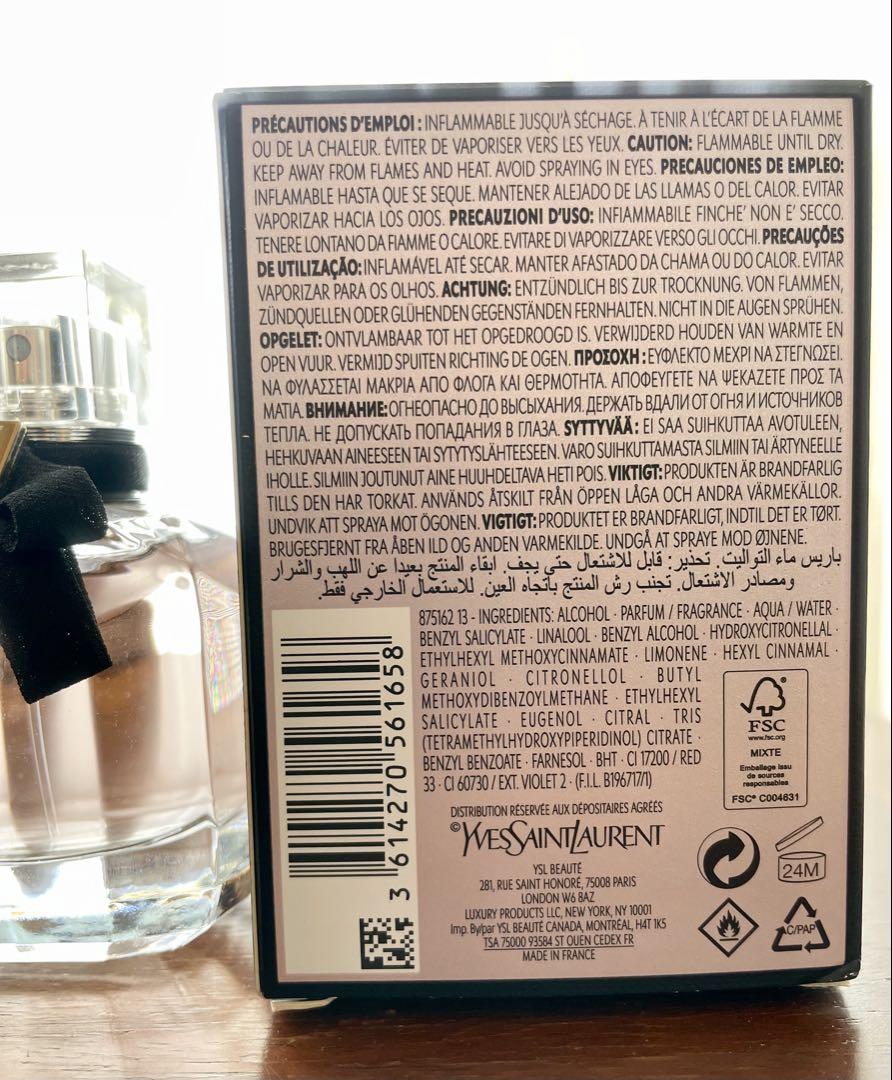 PRÉCAUTIONS D'EMPLOI : INFLAMMABLE JUSQU'À SÉCHAGE. À TENIR À L'ÉCART DE LA FLAMME
OU DE LA CHALEUR. ÉVITER DE VAPORISER VERS LES YEUX. CAUTION: FLAMMABLE UNTIL DRY.
KEEP AWAY FROM FLAMES AND HEAT. AVOID SPRAYING IN EYES. PRECAUCIONES DE EMPLEO:
INFLAMABLE HASTA QUE SE SEQUE. MANTENER ALEJADO DE LAS LLAMAS O DEL CALOR. EVITAR
VAPORIZAR HACIA LOS OJOS. PRECAUZIONI D'USO: INFIAMMABILE FINCHE' NON E' SECCO.
TENERE LONTANO DA FIAMME O CALORE. EVITARE DI VAPORIZZARE VERSO GLI OCCHI. PRECAUÇÕES
DE UTILIZAÇÃO: INFLAMÁVEL ATÉ SECAR. MANTER AFASTADO DA CHAMA OU DO CALOR. EVITAR
VAPORIZAR PARA OS OLHOS. ACHTUNG: ENTZÜNDLICH BIS ZUR TROCKNUNG. VON FLAMMEN,
ZÜNDQUELLEN ODER GLÜHENDEN GEGENSTÄNDEN FERNHALTEN. NICHT IN DIE AUGEN SPRÜHEN.
OPGELET: ONTVLAMBAAR TOT HET OPGEDROOGD IS. VERWIJDERD HOUDEN VAN WARMTE EN
OPEN VUUR. VERMIJD SPUITEN RICHTING DE OGEN. ΠΡΟΣΟΧΗ : ΕΥΦΛΕΚΤΟ ΜΕΧΡΙ ΝΑ ΣΤΕΓΝΩΣΕΙ.
ΝΑ ΦΥΛΑΣΣΕΤΑΙ ΜΑΚΡΙΑ ΑΠΟ ΦΛΟΓΑ ΚΑΙ ΘΕΡΜΟΤΗΤΑ. ΑΠΟΦΕΥΓΕΤΕ ΝΑ ΨΕΚΑΖΕΤΕ ΠΡΟΣ ΤΑ
ΜΑΤΙΑ. ВНИМАНИЕ: ОГНЕОПАСНО ДО ВЫСЫХАНИЯ. ДЕРЖАТЬ ВДАЛИ ОТ ОГНЯ И ИСТОЧНИКОВ
ТЕПЛА. НЕ ДОПУСКАТЬ ПОПАДАНИЯ В ГЛАЗА. SYTTYVÄÄ : EI SAA SUIHKUTTAA AVOTULEEN,
HEHKUVAAN AINEESEEN TAI SYTYTYSLÄHTEESEEN. VARO SUIHKUTTAMASTA SILMIIN TAI ÄRTYNEELLE
IHOLLE. SILMIIN JOUTUNUT AINE HUUHDELTAVA HETI POIS. VIKTIGT: PRODUKTEN ÄR BRANDFARLIG
TILLS DEN HAR TORKAT. ANVÄNDS ÅTSKILT FRÅN ÖPPEN LÅGA OCH ANDRA VÄRMEKÄLLOR.
UNDVIK ATT SPRAYA MOT ÖGONEN. VIGTIGT: PRODUKTET ER BRANDFARLIGT, INDTIL DET ER TØRT.
BRUGESFJERNT FRA ÅBEN ILD OG ANDEN VARMEKILDE. UNDGÅ AT SPRAYE MOD ØJNENE.
باريس ماء التواليت. تحذير: قابل للاشتعال حتي يجف. ابقاء المنتج بعيدا عن اللهب والشرار
ومصادر الاشتعال. تجنب رش المنتج باتجاه العين. للاستعمال الخارجي فقط.
875162 13 - INGREDIENTS: ALCOHOL · PARFUM / FRAGRANCE · AQUA / WATER ·
BENZYL SALICYLATE · LINALOOL · BENZYL ALCOHOL · HYDROXYCITRONELLAL ·
ETHYLHEXYL METHOXYCINNAMATE · LIMONENE · HEXYL CINNAMAL ·
GERANIOL · CITRONELLOL · BUTYL
METHOXYDIBENZOYLMETHANE · ETHYLHEXYL
SALICYLATE · EUGENOL · CITRAL · TRIS
(TETRAMETHYLHYDROXYPIPERIDINOL) CITRATE ·
BENZYL BENZOATE · FARNESOL · BHT · CI 17200 / RED
33 · CI 60730 / EXT. VIOLET 2 · (F.I.L. B196717/1)
3 614270 561658
FSC
www.fsc.org
MIXTE
Emballage issu
de sources
responsables
FSC® C004631
DISTRIBUTION RÉSERVÉE AUX DÉPOSITAIRES AGRÉÉS
© YVESSAINTLAURENT
YSL BEAUTÉ
281, RUE SAINT HONORÉ, 75008 PARIS
LONDON W6 8AZ
LUXURY PRODUCTS LLC, NEW YORK, NY 10001
Imp. By/par YSL BEAUTÉ CANADA, MONTRÉAL, H4T 1K5
TSA 75000 93584 ST OUEN CEDEX FR
MADE IN FRANCE
24M
C/PAP